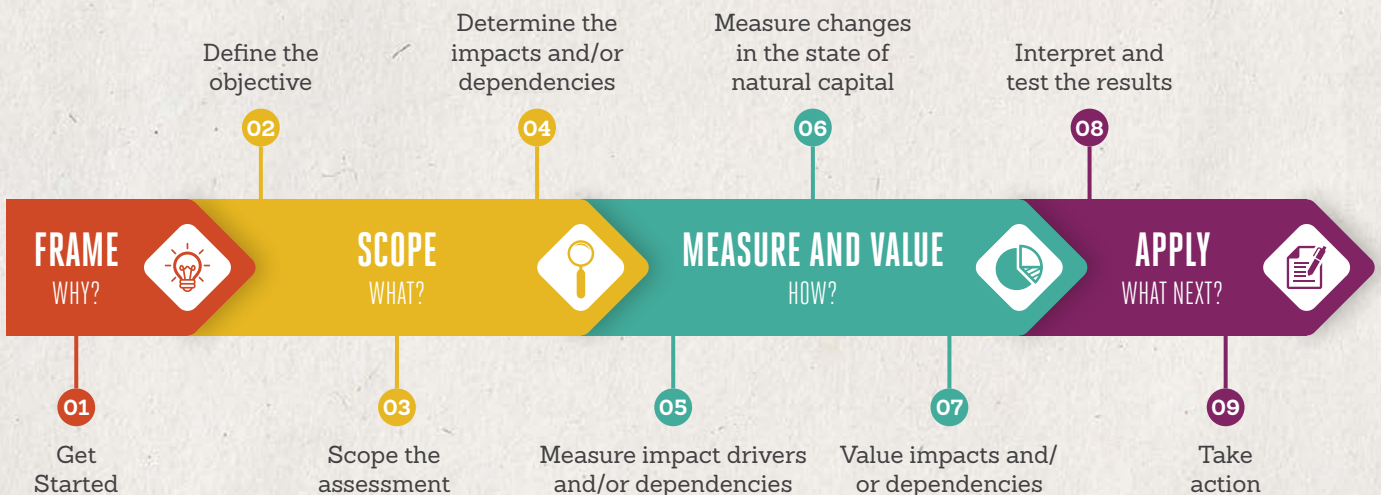 Define the
objective
02
Determine the
impacts and/or
dependencies
04
Measure changes
in the state of
natural capital
06
Interpret and
test the results
08
FRAME
WHY?
SCOPE
WHAT?
MEASURE AND VALUE
HOW?
APPLY
WHAT NEXT?
01
Get
Started
03
Scope the
assessment
05
Measure impact drivers
and/or dependencies
07
Value impacts and/
or dependencies
09
Take
action